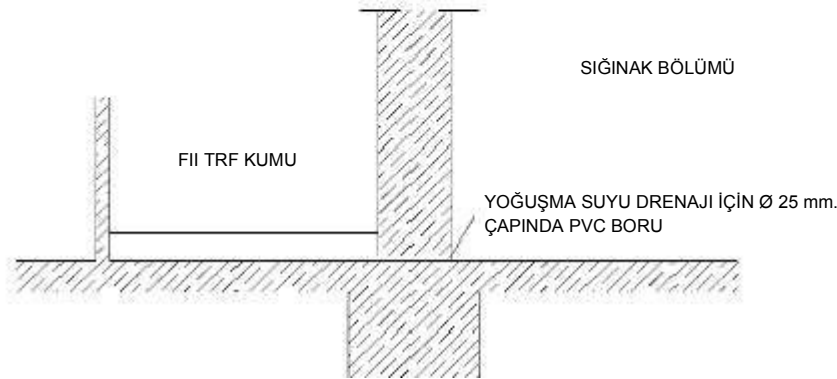 SIĞINAK BÖLÜMÜ
FII TRF KUMU
YOĞUŞMA SUYU DRENAJI İÇİN Ø 25 mm.
ÇAPINDA PVC BORU